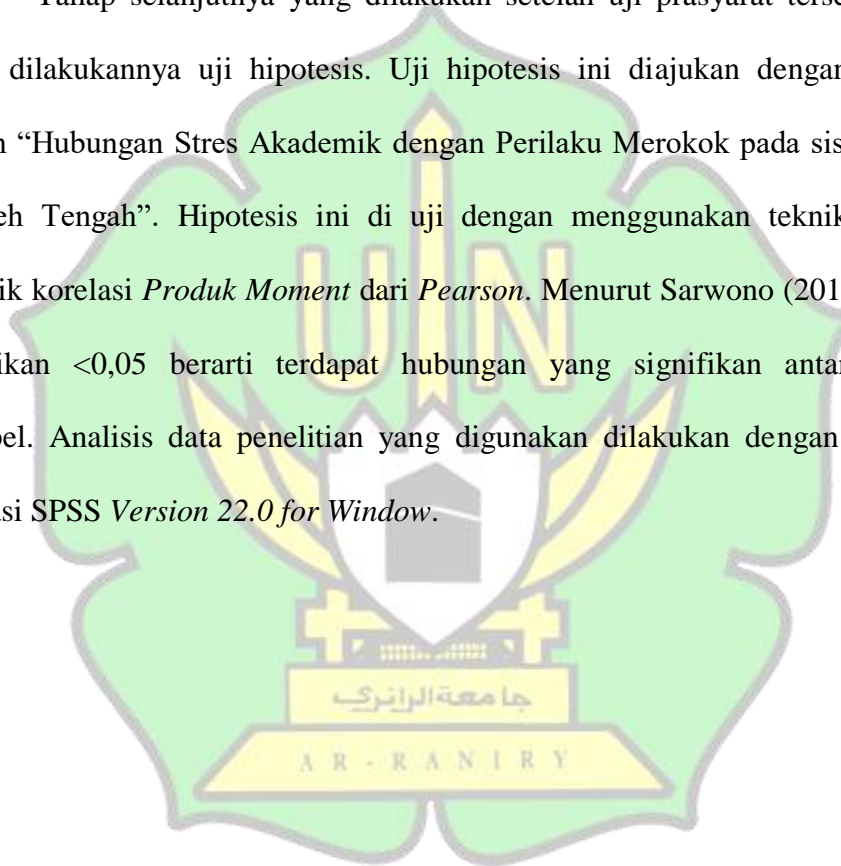 Tahap selanjutnya yang dilakukan setelah uji prasyarat
dilakukannya uji hipotesis. Uji hipotesis ini diajukan dengan
“Hubungan Stres Akademik dengan Perilaku Merokok pada
Tengah”. Hipotesis ini di uji dengan menggunakan teknik
korelasi Produk Moment dari Pearson. Menurut Sarwono (201
<0,05 berarti terdapat hubungan yang signifikan
Analisis data penelitian yang digunakan dilakukan dengan
SPSS Version 22.0 for Window.
UIN
جامعة الرانري
AR-RANIRY